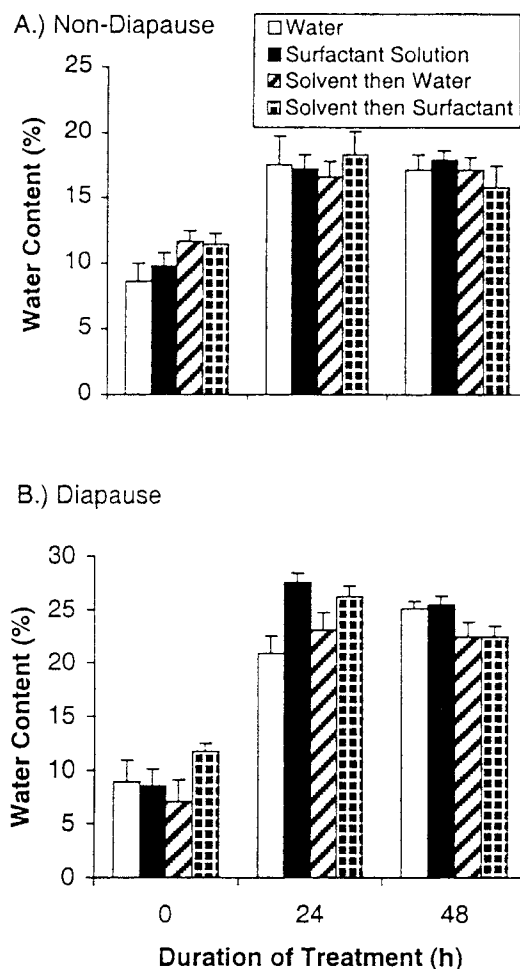 A.) Non-Diapause
Water
Surfactant Solution
Solvent then Water
Solvent then Surfactant
25
20
15
10
5
0
Water Content (%)
B.) Diapause
30
25
20
15
10
5
0
Water Content (%)
0 24 48
Duration of Treatment (h)